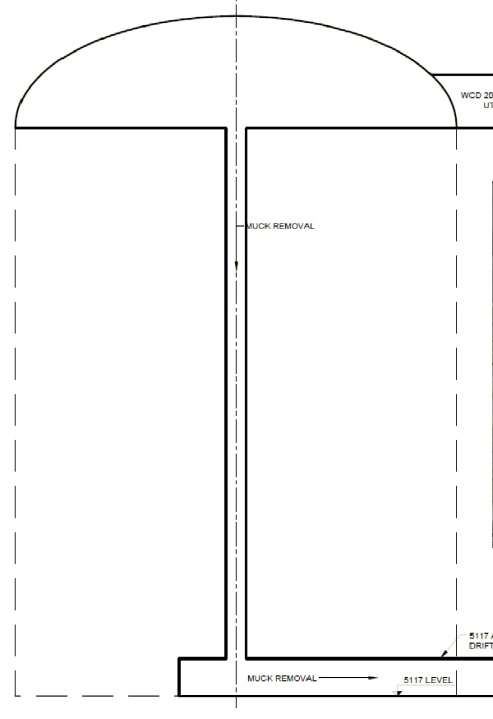 WCD 20
UT
MUCK REMOVAL
5117 A
DRIFT
MUCK REMOVAL
5117 LEVEL